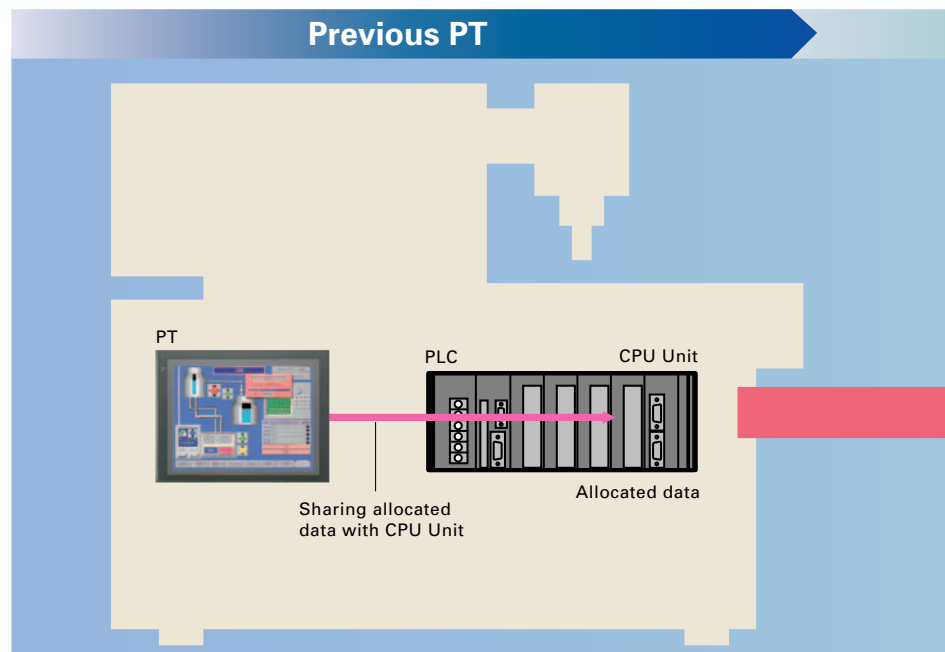 Previous PT
PT
PLC
CPU Unit
Allocated data
Sharing allocated
data with CPU Unit